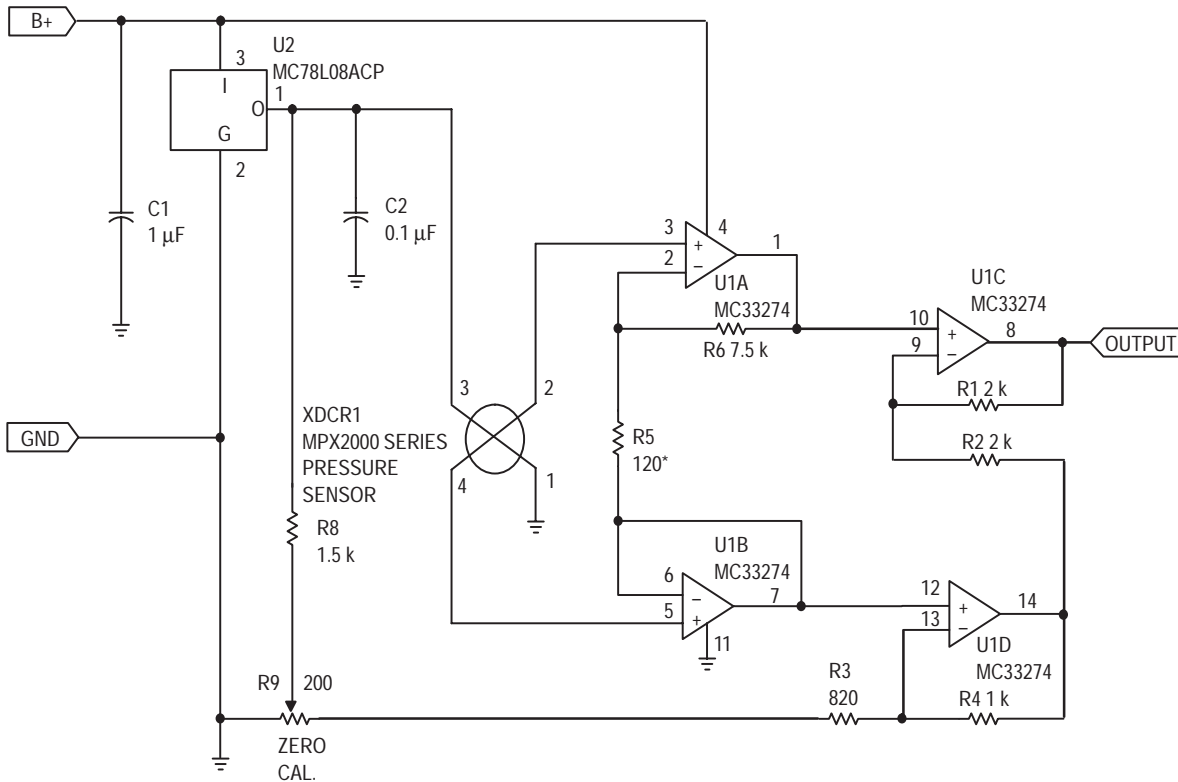 B+
U2
MC78L08ACP
3
I
1
O
G
2
C1
1 µF
C2
0.1 µF
3
4
2
1
+
−
U1A
MC33274
R6 7.5 k
U1C
MC33274
10
9
8
+
−
OUTPUT
R1 2 k
R2 2 k
GND
XDCR1
MPX2000 SERIES
PRESSURE
SENSOR
3
2
4
1
R5
120*
R8
1.5 k
U1B
MC33274
6
5
7
−
+
11
12
13
14
+
−
U1D
MC33274
R9 200
R3
820
R4 1 k
ZERO
CAL.